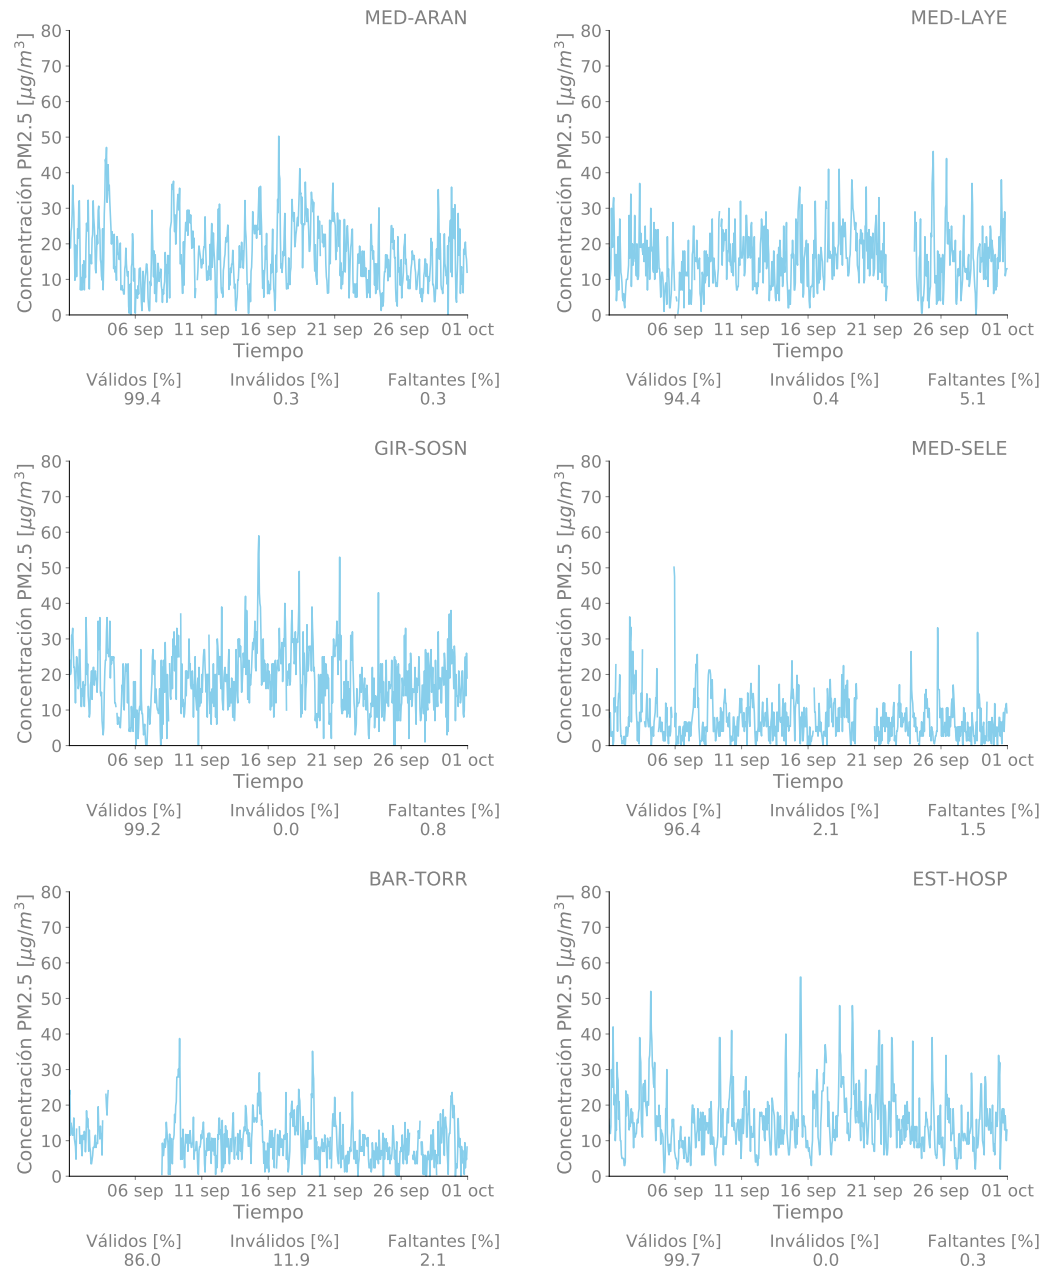 MED-ARAN
Concentración PM2.5 [μg/m³]
80
70
60
50
40
30
20
10
0
06 sep 11 sep 16 sep 21 sep 26 sep 01 oct
Tiempo
Válidos [%] Inválidos [%] Faltantes [%]
99.4 0.3 0.3
MED-LAYE
Concentración PM2.5 [μg/m³]
80
70
60
50
40
30
20
10
0
06 sep 11 sep 16 sep 21 sep 26 sep 01 oct
Tiempo
Válidos [%] Inválidos [%] Faltantes [%]
94.4 0.4 5.1
GIR-SOSN
Concentración PM2.5 [μg/m³]
80
70
60
50
40
30
20
10
0
06 sep 11 sep 16 sep 21 sep 26 sep 01 oct
Tiempo
Válidos [%] Inválidos [%] Faltantes [%]
99.2 0.0 0.8
MED-SELE
Concentración PM2.5 [μg/m³]
80
70
60
50
40
30
20
10
0
06 sep 11 sep 16 sep 21 sep 26 sep 01 oct
Tiempo
Válidos [%] Inválidos [%] Faltantes [%]
96.4 2.1 1.5
BAR-TORR
Concentración PM2.5 [μg/m³]
80
70
60
50
40
30
20
10
0
06 sep 11 sep 16 sep 21 sep 26 sep 01 oct
Tiempo
Válidos [%] Inválidos [%] Faltantes [%]
86.0 11.9 2.1
EST-HOSP
Concentración PM2.5 [μg/m³]
80
70
60
50
40
30
20
10
0
06 sep 11 sep 16 sep 21 sep 26 sep 01 oct
Tiempo
Válidos [%] Inválidos [%] Faltantes [%]
99.7 0.0 0.3